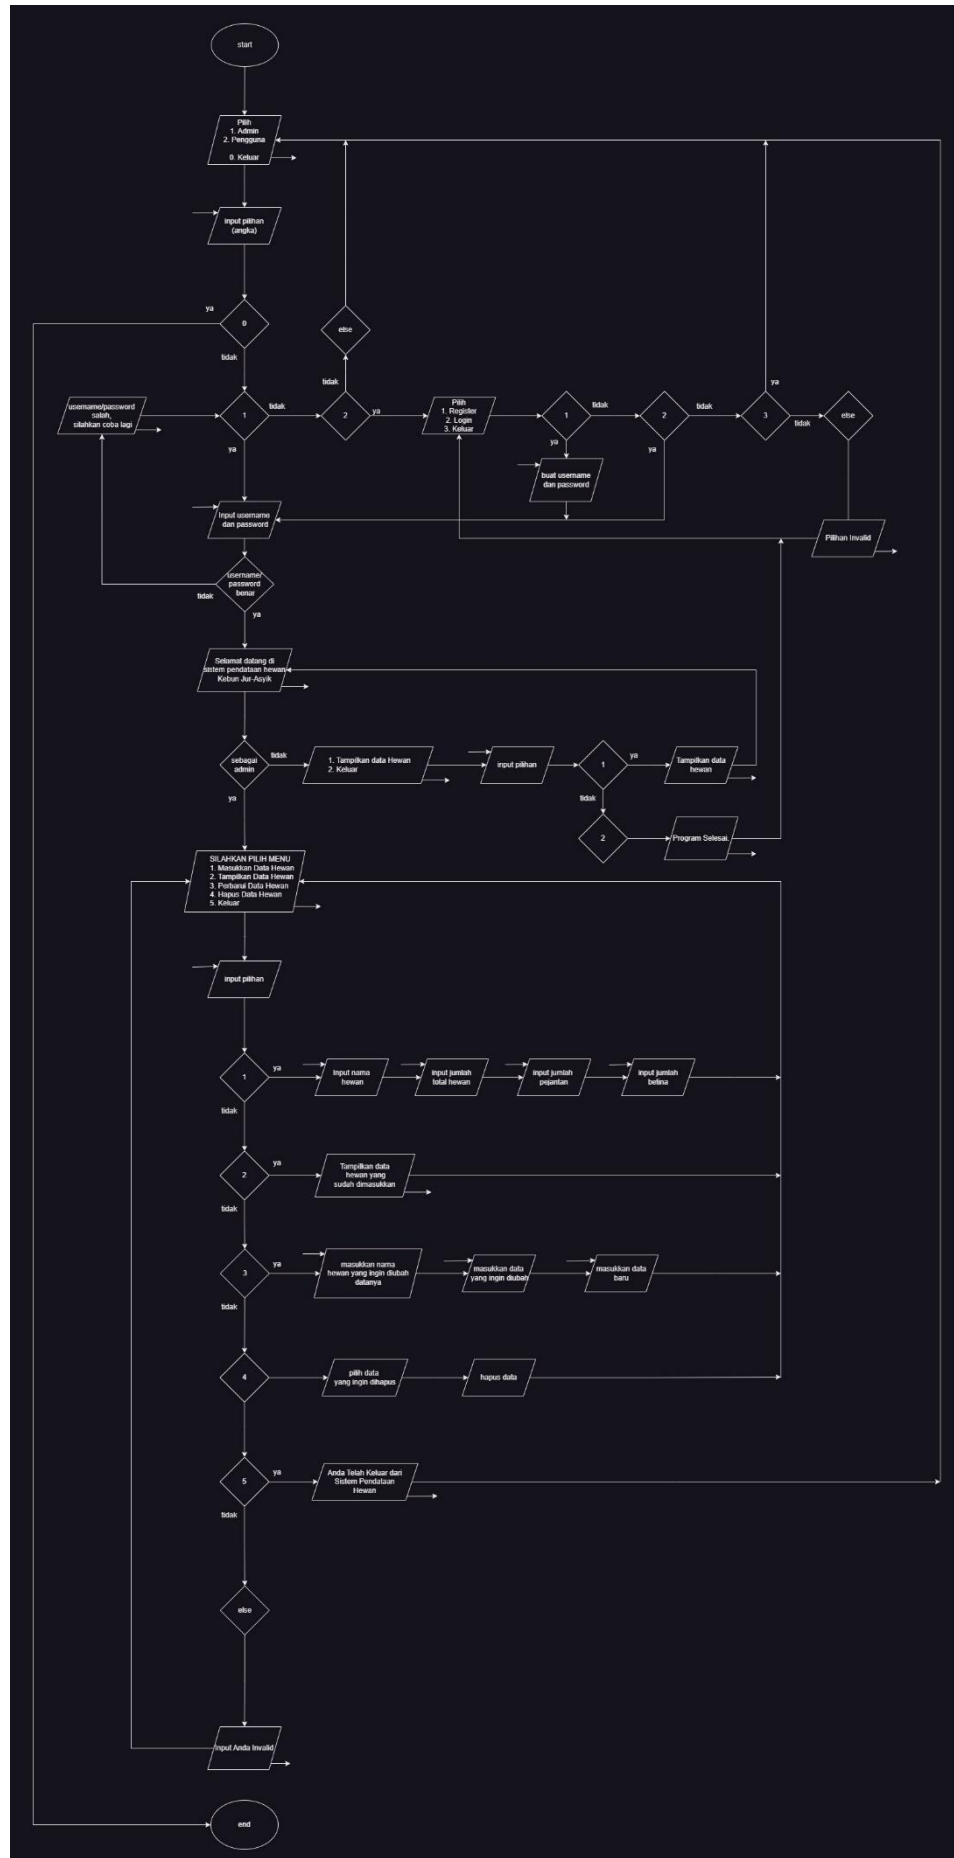 start
Pilih
1. Admin
2. Pengguna
0. Keluar
input pilihan
(angka)
ya
0
tidak
else
tidak
username/password
salah,
silahkan coba lagi
1
tidak
2
ya
Pilih
1. Register
2. Login
3. Keluar
1
tidak
2
tidak
3
ya
tidak
else
ya
ya
ya
buat username
dan password
Input username
dan password
Pilihan Invalid
username/
password
benar
tidak
ya
Selamat datang di
sistem pendataan hewan
Kebun Jur-Asyik
sebagai
admin
tidak
ya
1. Tampilkan data Hewan
2. Keluar
input pilihan
1
ya
Tampilkan data
hewan
tidak
2
Program Selesai.
SILAHKAN PILIH MENU
1. Masukkan Data Hewan
2. Tampilkan Data Hewan
3. Perbarui Data Hewan
4. Hapus Data Hewan
5. Keluar
input pilihan
1
ya
Input nama
hewan
input jumlah
total hewan
input jumlah
pejantan
input jumlah
betina
tidak
2
ya
Tampilkan data
hewan yang
sudah dimasukkan
tidak
3
ya
masukkan nama
hewan yang ingin diubah
datanya
masukkan data
yang ingin diubah
masukkan data
baru
tidak
4
pilih data
yang ingin dihapus
hapus data
5
ya
Anda Telah Keluar dari
Sistem Pendataan
Hewan
tidak
else
Input Anda Invalid
end